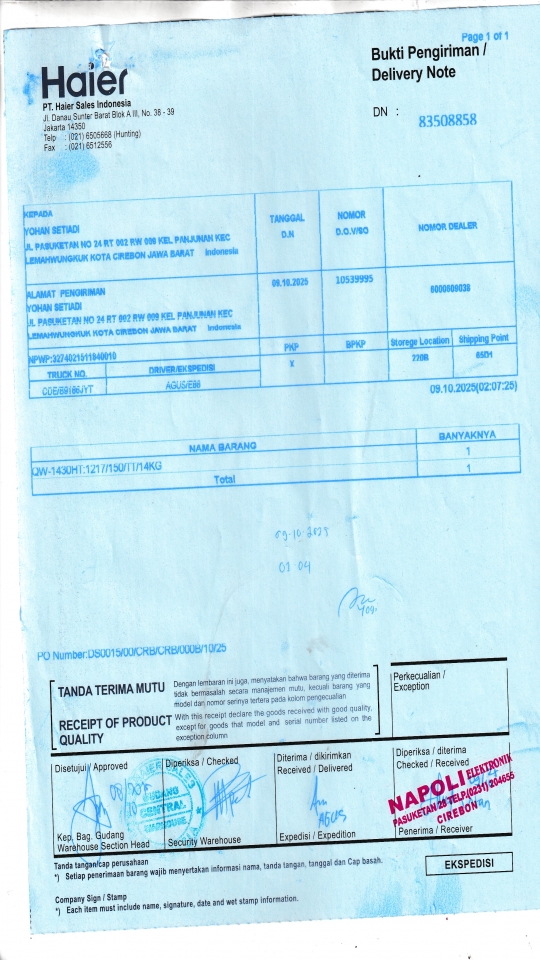 Page 1 of 1
Haier
PT. Haier Sales Indonesia
Jl. Danau Sunter Barat Blok A III, No. 38 - 39
Jakarta 14350
Telp : (021) 6505668 (Hunting)
Fax : (021) 6512556
Bukti Pengiriman /
Delivery Note
DN : 83508858
KEPADA
YOHAN SETIADI
JL PASUKETAN NO 24 RT 002 RW 009 KEL PANJUNAN KEC
LEMAHWUNGKUK KOTA CIREBON JAWA BARAT Indonesia
TANGGAL
D.N
NOMOR
D.O.V/SO
NOMOR DEALER
ALAMAT PENGIRIMAN
YOHAN SETIADI
JL PASUKETAN NO 24 RT 002 RW 009 KEL PANJUNAN KEC
LEMAHWUNGKUK KOTA CIREBON JAWA BARAT Indonesia
09.10.2025
10539995
NPWP:3274021911840010
PKP
BPKP
Storege Location
Shipping Point
TRUCK NO.
DRIVER/EKSPEDISI
X
220B
65D1
AGUS/E86
09.10.2025(02:07:25)
NAMA BARANG
BANYAKNYA
QW-1430HT:1217/150/TT/14KG
1
Total
1
09.10.2025
PO Number:DS0015/00/CRB/CRB/000B/10/25
TANDA TERIMA MUTU
Dengan lembaran ini juga, menyatakan bahwa barang yang diterima
tidak bermasalah secara manajemen mutu, kecuali barang yang
model dan nomor serinya tertera pada kolom pengecualian
RECEIPT OF PRODUCT
QUALITY
With this receipt declare the goods received with good quality,
except for goods that model and serial number listed on the
exception column
Perkecualian /
Exception
Disetujui / Approved
Diperiksa / Checked
Diterima / dikirimkan
Received / Delivered
Diperiksa / diterima
Checked / Received
GUDANG
CENTRAL
WAREHOUSE
AGUS
NAPOLI ELEKTRONIK
PASUKETAN 28 TELP(0231) 204655
CIREBON
Kep. Bag. Gudang
Warehouse Section Head
Security Warehouse
Expedisi / Expedition
Penerima / Receiver
Tanda tangan/cap perusahaan
*) Setiap penerimaan barang wajib menyertakan informasi nama, tanda tangan, tanggal dan Cap basah.
EKSPEDISI
Company Sign / Stamp
*) Each item must include name, signature, date and wet stamp information.